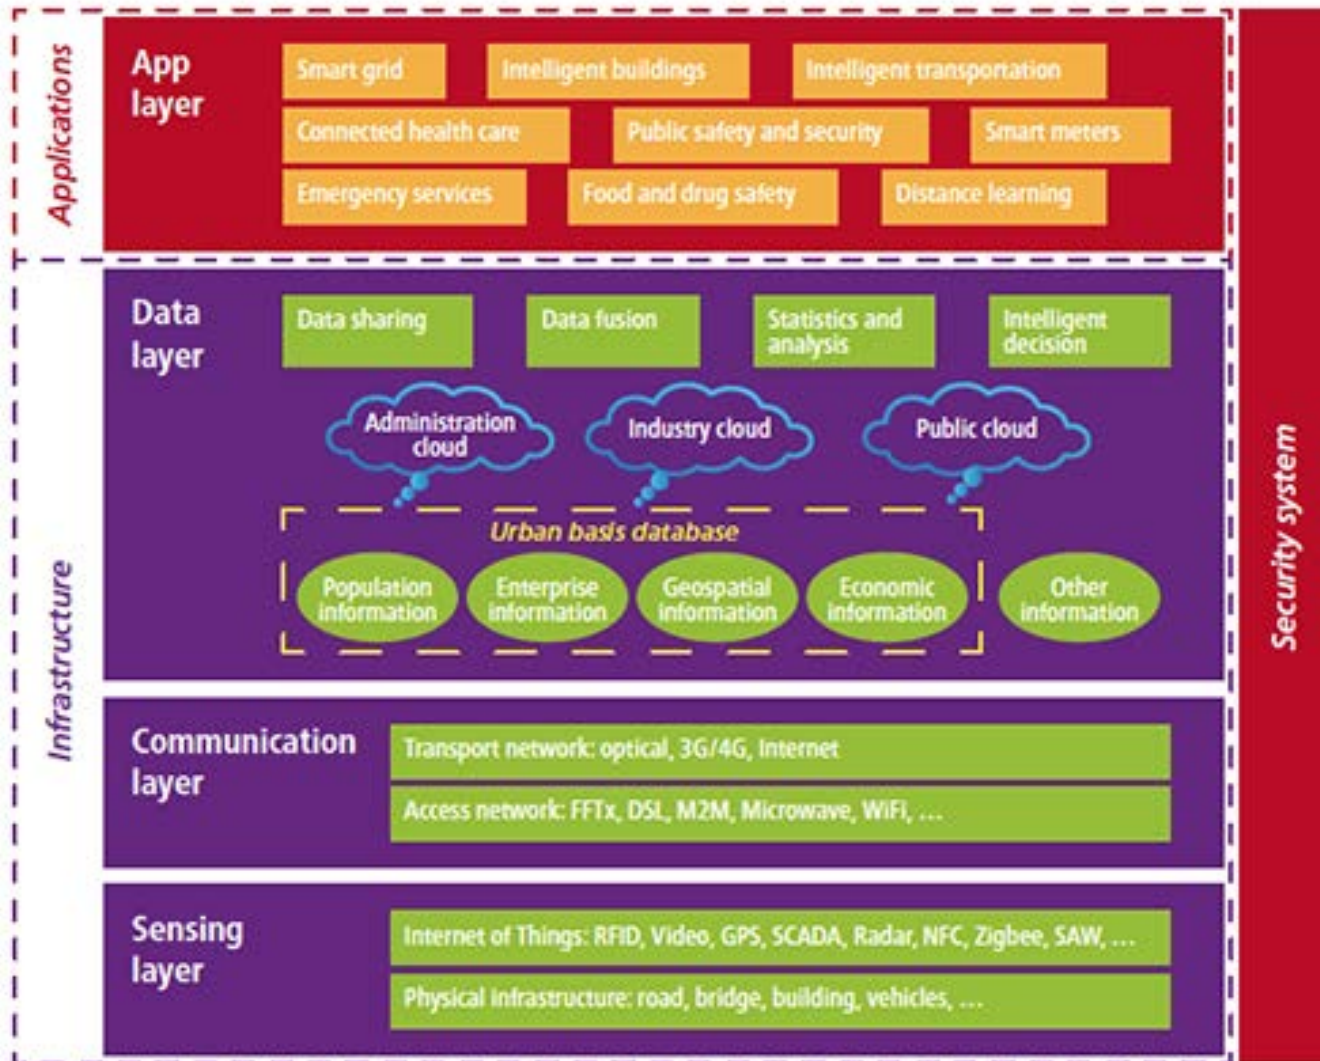 Applications
App
layer
Smart grid
Intelligent buildings
Intelligent transportation
Connected health care
Public safety and security
Smart meters
Emergency services
Food and drug safety
Distance learning
Infrastructure
Data
layer
Data sharing
Data fusion
Statistics and
analysis
Intelligent
decision
Administration
cloud
Industry cloud
Public cloud
Urban basis database
Population
information
Enterprise
information
Geospatial
information
Economic
information
Other
information
Communication
layer
Transport network: optical, 3G/4G, Internet
Access network: FFTx, DSL, M2M, Microwave, WiFi, ...
Sensing
layer
Internet of Things: RFID, Video, GPS, SCADA, Radar, NFC, Zigbee, SAW, ...
Physical infrastructure: road, bridge, building, vehicles, ...
Security system